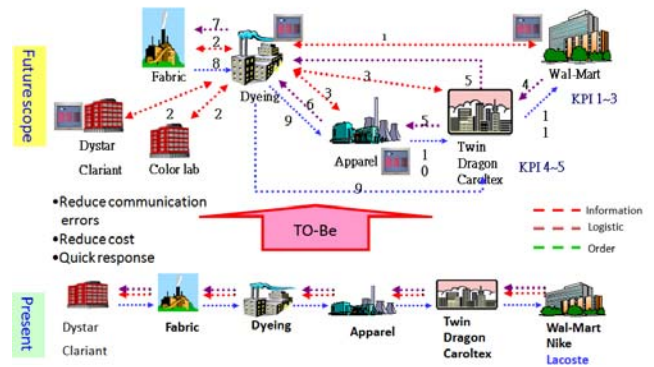 Future scope
7
2
8
Fabric
Dyeing
1
Wal-Mart
KPI 1~3
2
2
Dystar
Clariant
Color lab
3
3
6
9
5
5
4
Apparel
1
0
Twin
Dragon
Caroltex
1
1
KPI 4~5
9
•Reduce communication
errors
•Reduce cost
•Quick response
TO-Be
Information
Logistic
Order
Present
Dystar
Clariant
Fabric
Dyeing
Apparel
Twin
Dragon
Caroltex
Wal-Mart
Nike
Lacoste